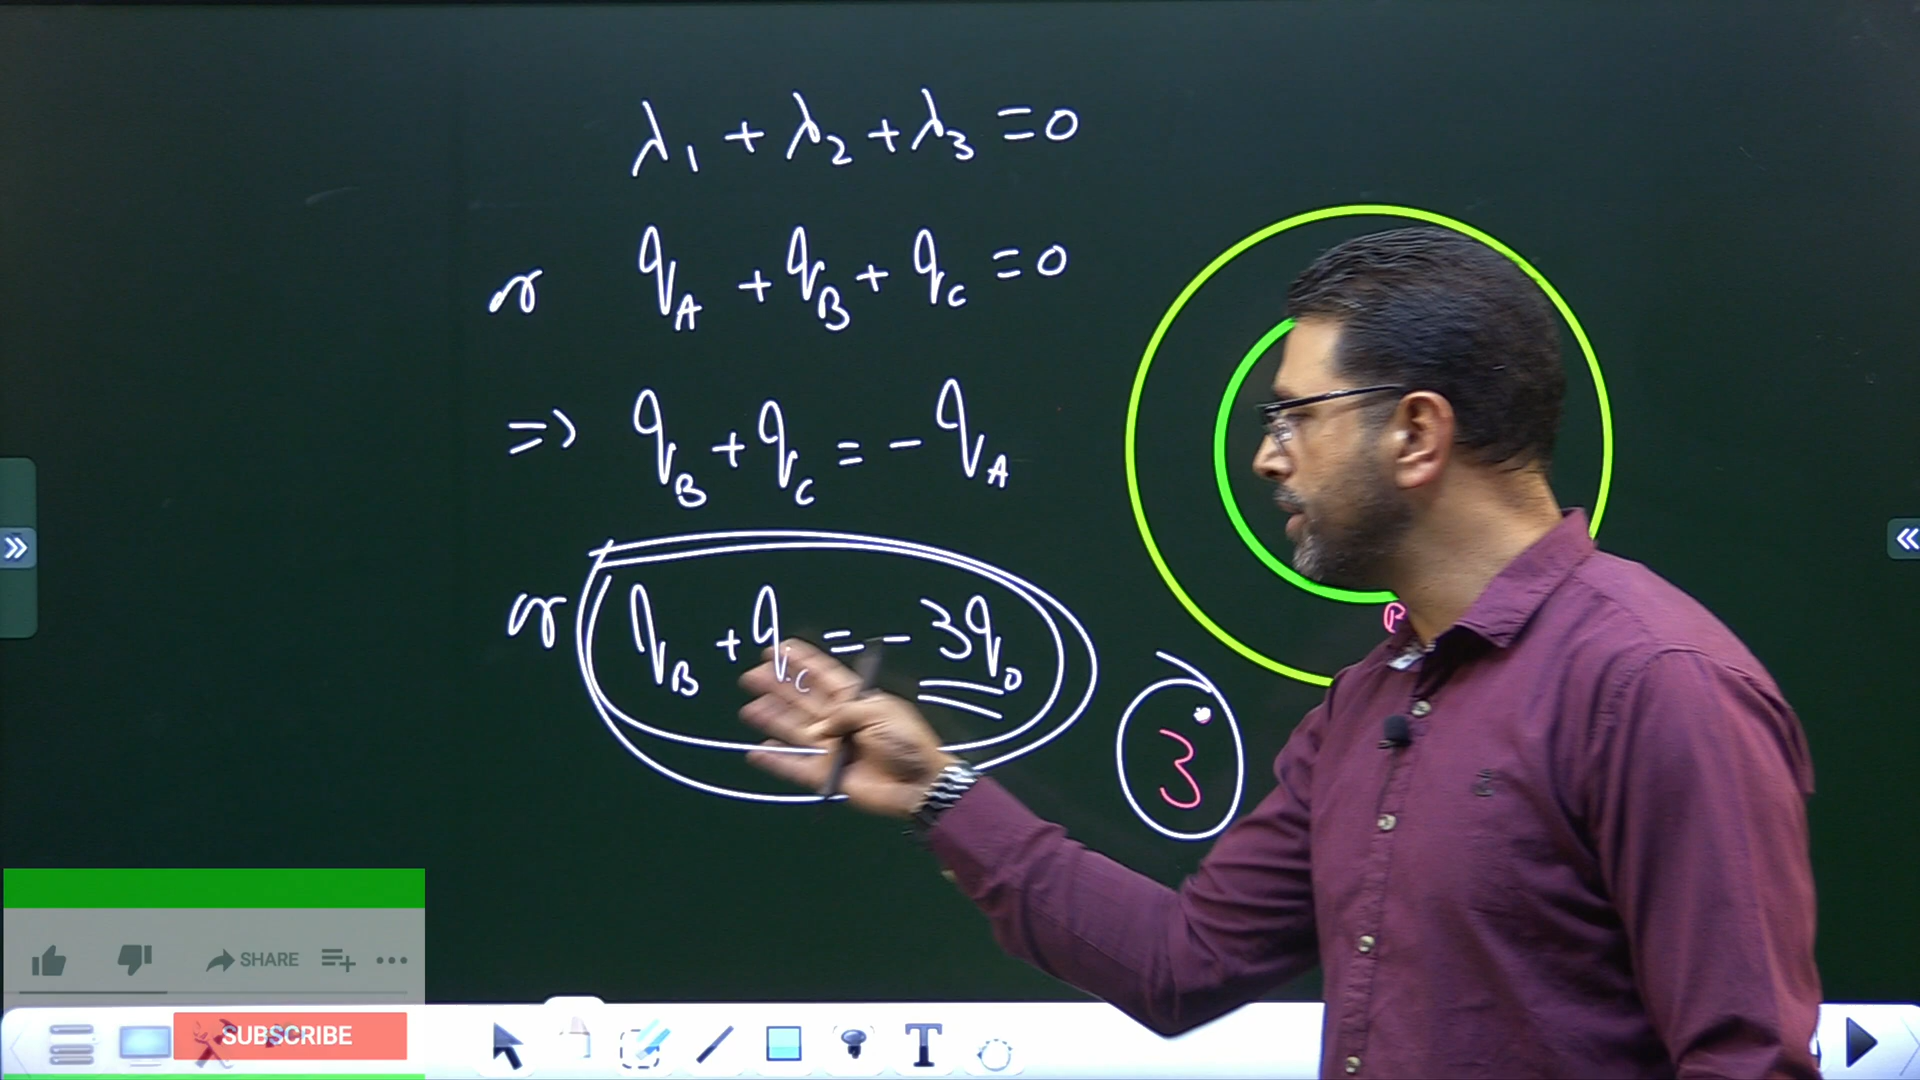 λ₁ + λ₂ + λ₃ = 0
or q_A + q_B + q_C = 0
⇒ q_B + q_C = - q_A
or q_B + q_C = - 3q₀
B
3
SHARE
SUBSCRIBE
T